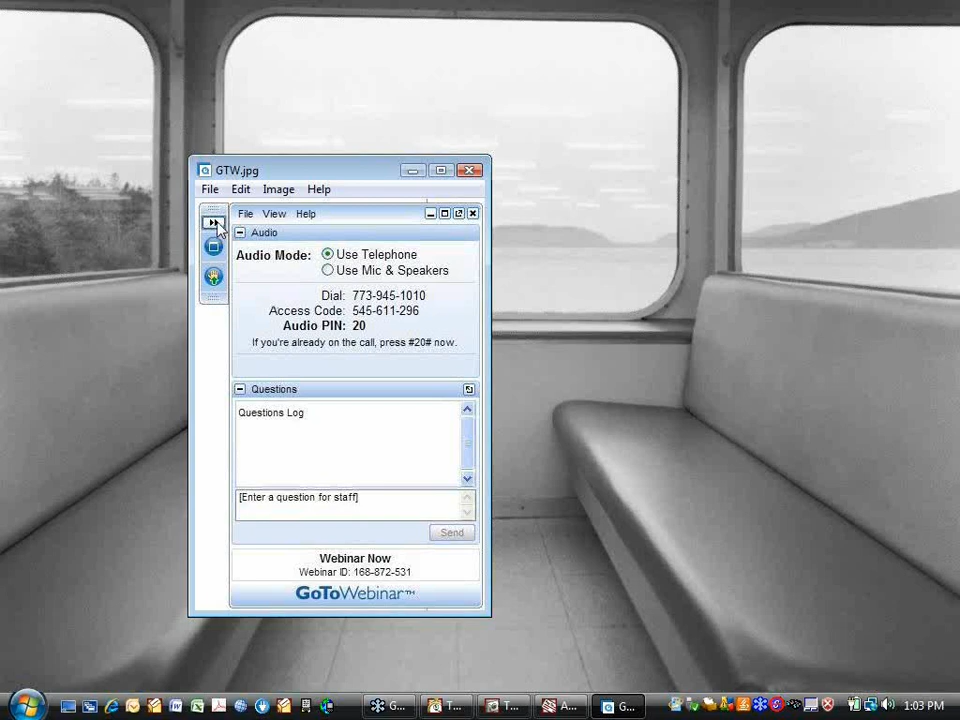 GTW.jpg
File Edit Image Help
File View Help
Audio
Audio Mode: Use Telephone
Use Mic & Speakers
Dial: 773-945-1010
Access Code: 545-611-296
Audio PIN: 20
If you're already on the call, press #20# now.
Questions
Questions Log
[Enter a question for staff]
Send
Webinar Now
Webinar ID: 168-872-531
GoToWebinar™
G... T... T... A... G... 1:03 PM